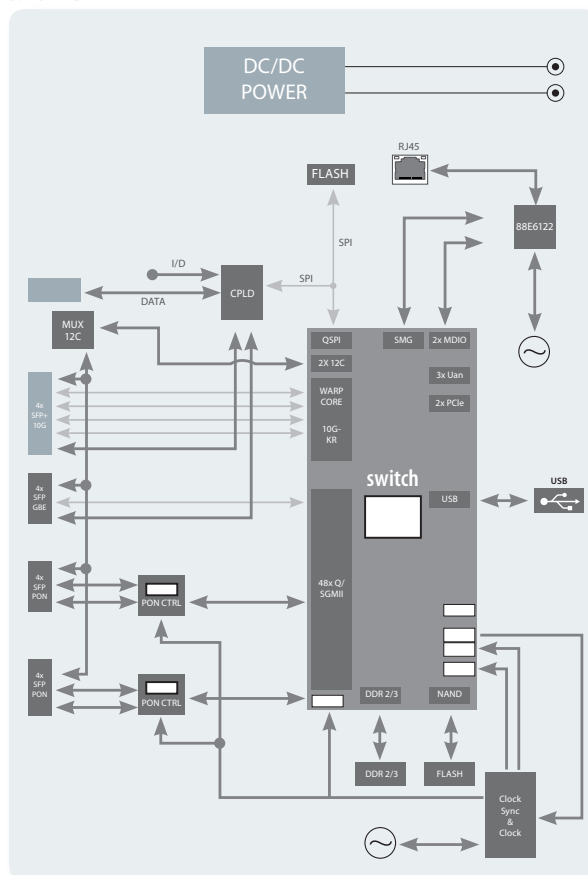 DC/DC
POWER
RJ45
FLASH
88E6122
SPI
I/D
SPI
CPLD
DATA
MUX
12C
QSPI
SMG
2x MDIO
2X 12C
3x Uan
WARP
CORE
2x PCIe
10G-
KR
4x
SFP+
10G
switch
USB
USB
4x
SFP
GBE
48x Q/
SGMII
4x
SFP
PON
PON CTRL
4x
SFP
PON
PON CTRL
DDR 2/3
NAND
DDR 2/3
FLASH
Clock
Sync
&
Clock